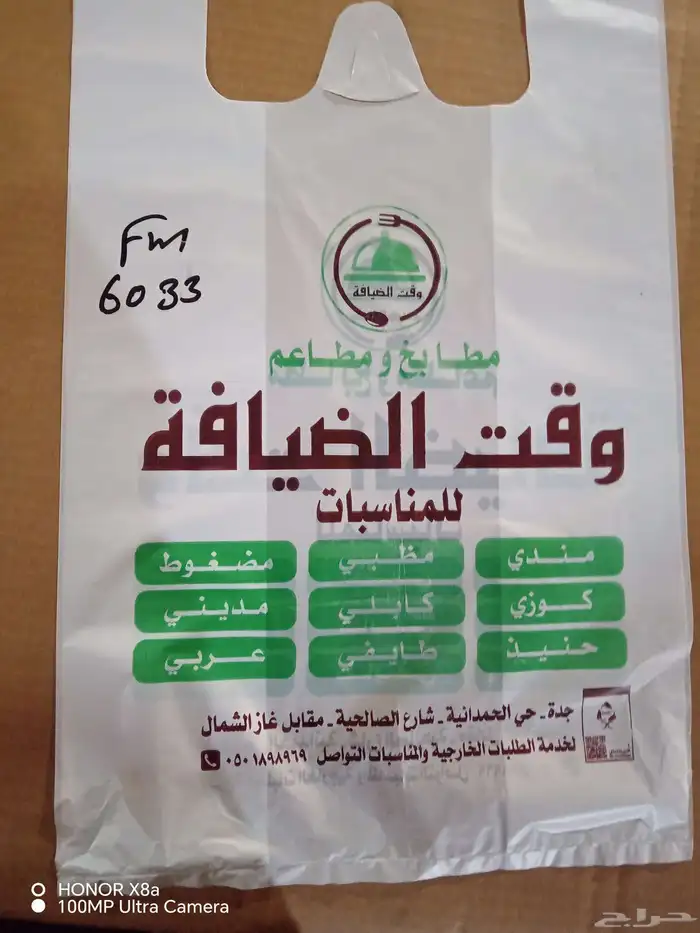 FM
6033
وقت الضيافة
مطابخ و مطاعم
وقت الضيافة
للمناسبات
مندي مظبي مضغوط
كوزي كابلي مديني
حنيذ طايفي عربي
جدة - حي الحمدانية - شارع الصالحية - مقابل غاز الشمال
لخدمة الطلبات الخارجية والمناسبات التواصل ٠٥٠١٨٩٨٩٦٩
HONOR X8a
100MP Ultra Camera
حراج